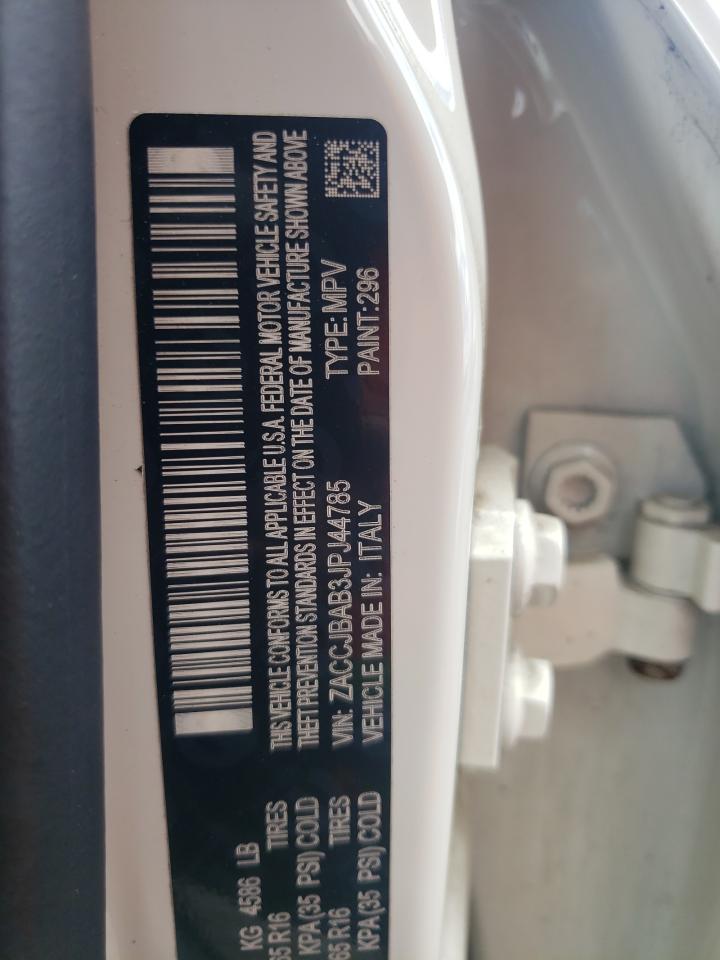 KG 4586 LB
65 R16 TIRES
KPA (35 PSI) COLD
65 R16 TIRES
KPA (35 PSI) COLD
THIS VEHICLE CONFORMS TO ALL APPLICABLE U.S.A. FEDERAL MOTOR VEHICLE SAFETY AND
THEFT PREVENTION STANDARDS IN EFFECT ON THE DATE OF MANUFACTURE SHOWN ABOVE
VIN: ZACCJBAB3JPJ44785 TYPE: MPV
VEHICLE MADE IN: ITALY PAINT: 296